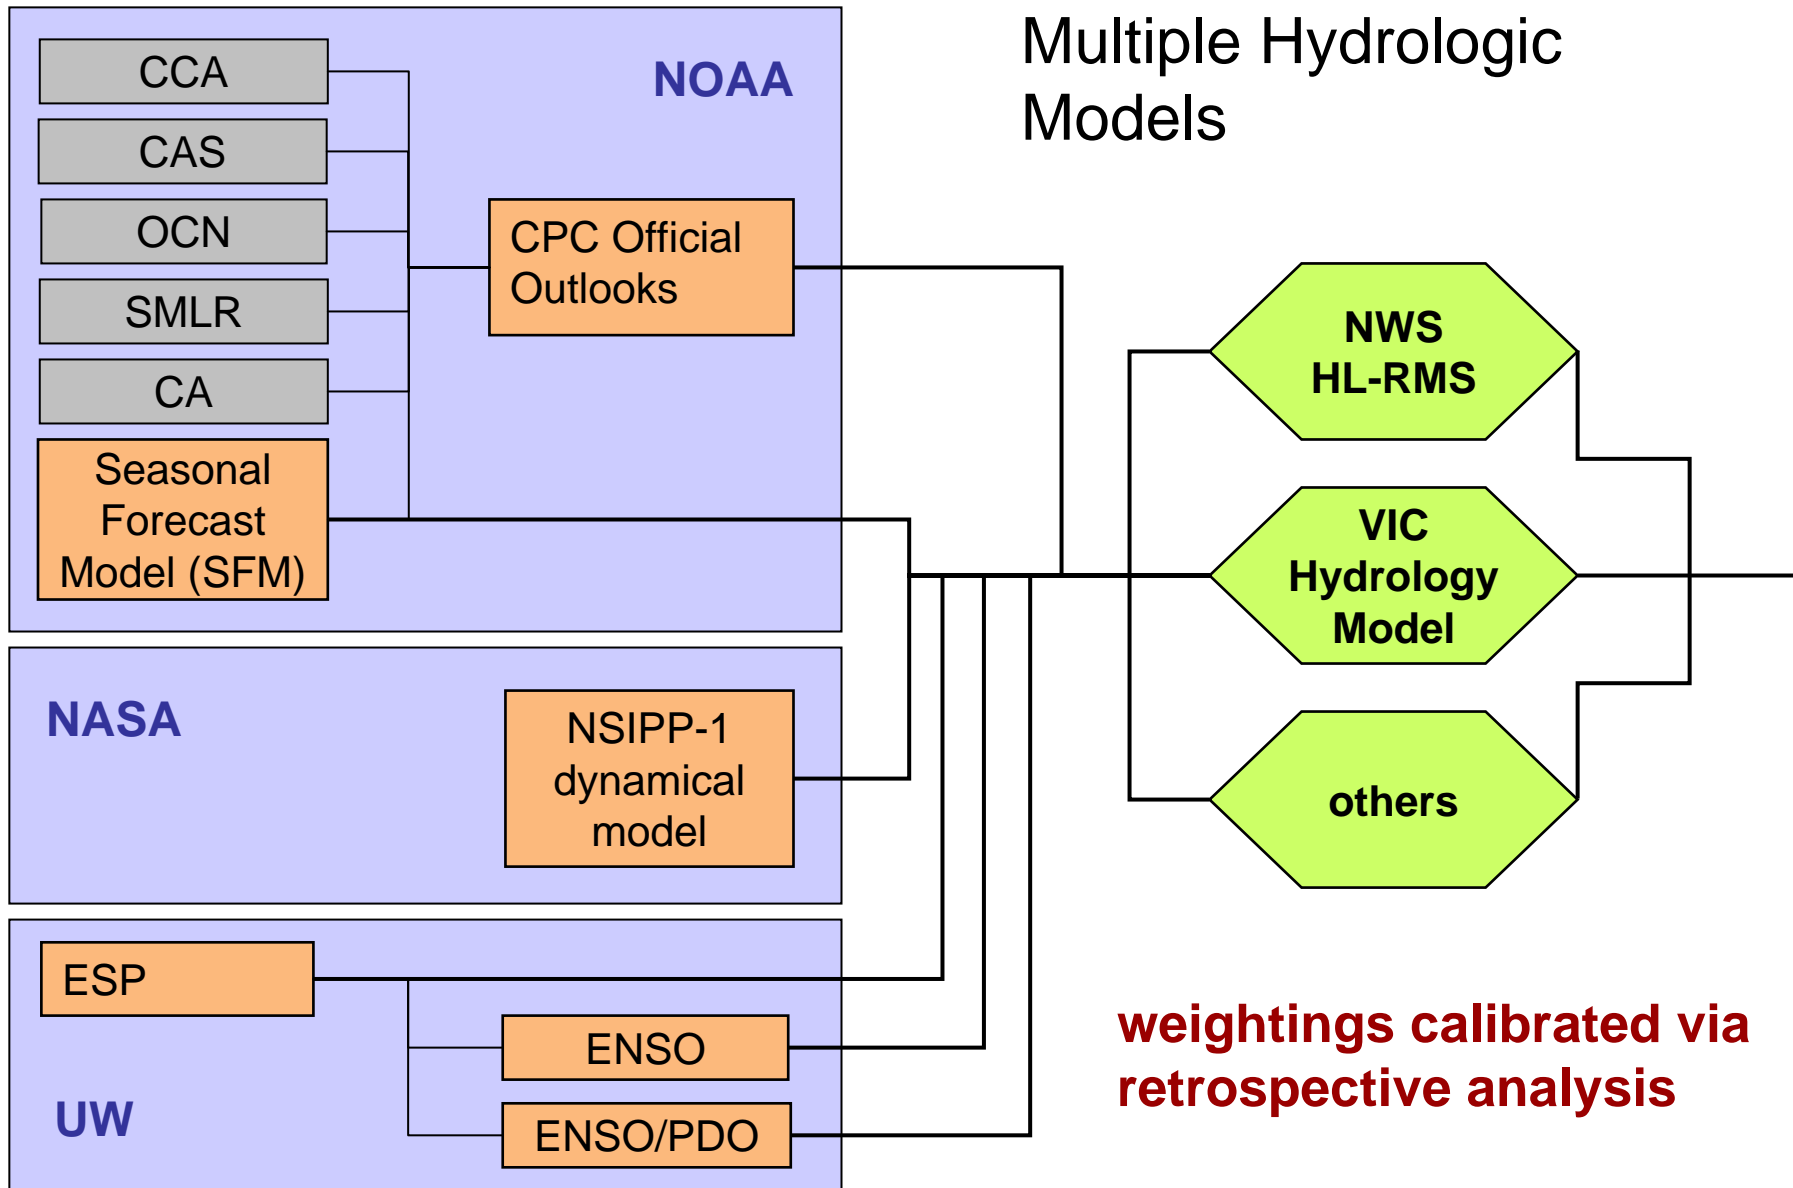 Multiple Hydrologic
Models
NOAA
CCA
CAS
OCN
SMLR
CA
Seasonal
Forecast
Model (SFM)
CPC Official
Outlooks
NASA
NSIPP-1
dynamical
model
UW
ESP
ENSO
ENSO/PDO
NWS
HL-RMS
VIC
Hydrology
Model
others
weightings calibrated via
retrospective analysis